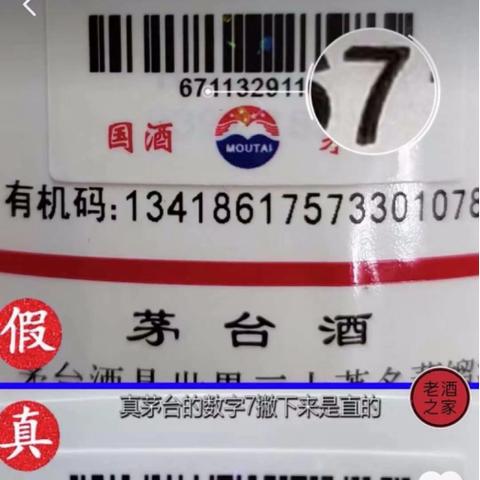 671132911
7
国酒
MOUTAI
有机码:13418617573301078
假
茅台酒
老酒
之家
真茅台的数字7撇下来是直的
真